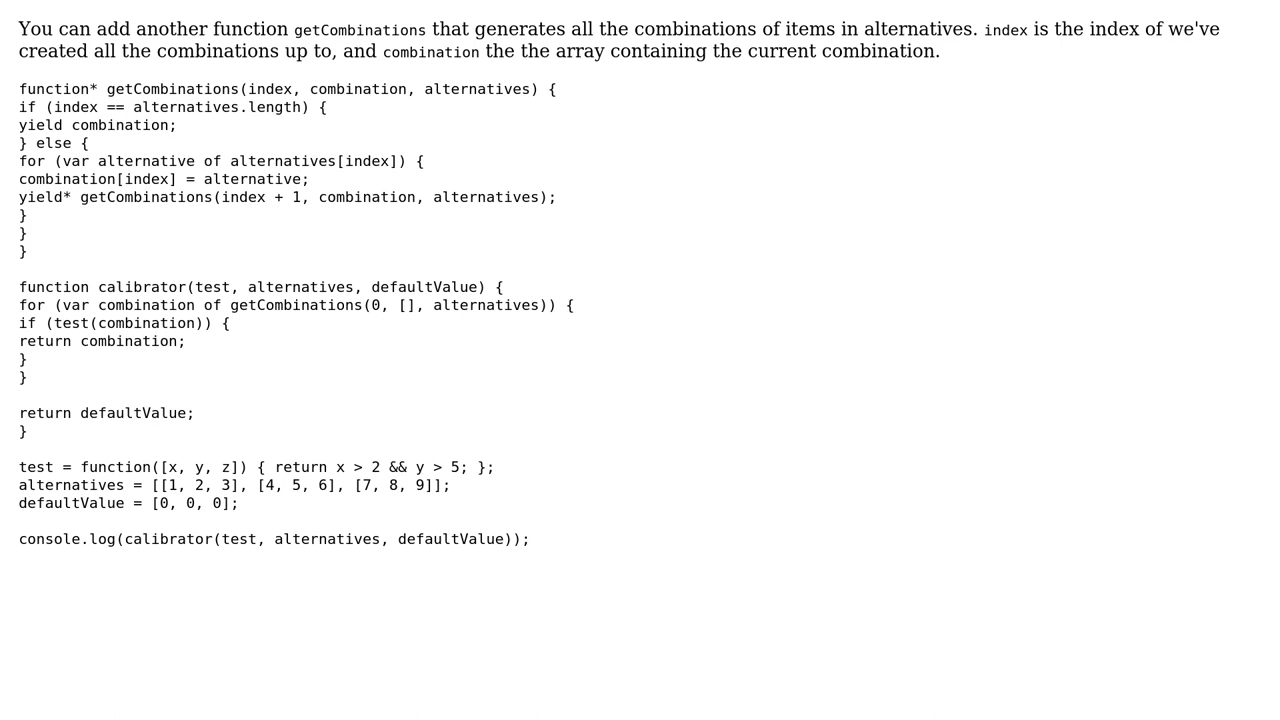 You can add another function getCombinations that generates all the combinations of items in alternatives. index is the index of we've
created all the combinations up to, and combination the the array containing the current combination.
function* getCombinations(index, combination, alternatives) {
if (index == alternatives.length) {
yield combination;
} else {
for (var alternative of alternatives[index]) {
combination[index] = alternative;
yield* getCombinations(index + 1, combination, alternatives);
}
}
}
function calibrator(test, alternatives, defaultValue) {
for (var combination of getCombinations(0, [], alternatives)) {
if (test(combination)) {
return combination;
}
}
return defaultValue;
}
test = function([x, y, z]) { return x > 2 && y > 5; };
alternatives = [[1, 2, 3], [4, 5, 6], [7, 8, 9]];
defaultValue = [0, 0, 0];
console.log(calibrator(test, alternatives, defaultValue));